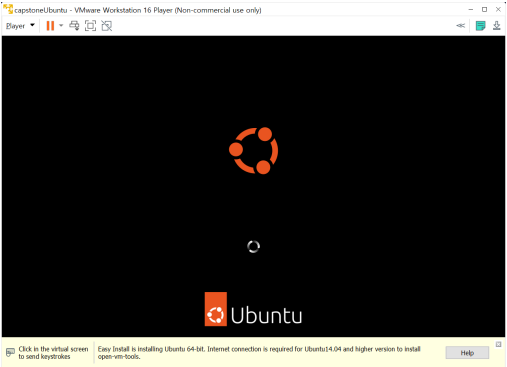 capstoneUbuntu - VMware Workstation 16 Player (Non-commercial use only)
Player
Ubuntu
Click in the virtual screen
to send keystrokes
Easy Install is installing Ubuntu 64-bit. Internet connection is required for Ubuntu14.04 and higher version to install
open-vm-tools.
Help